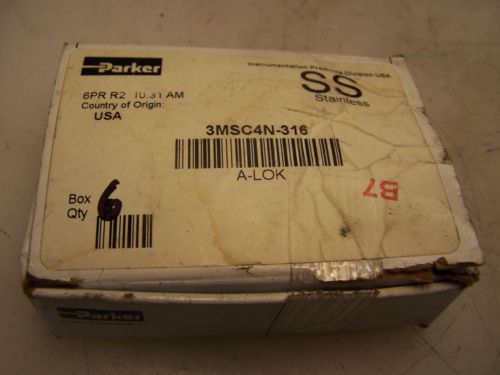 Parker
Instrumentation Products Division USA
6PR R2 10:31 AM
SS
Stainless
Country of Origin:
USA
3MSC4N-316
A-LOK
B7
Box
Qty
6
Parker